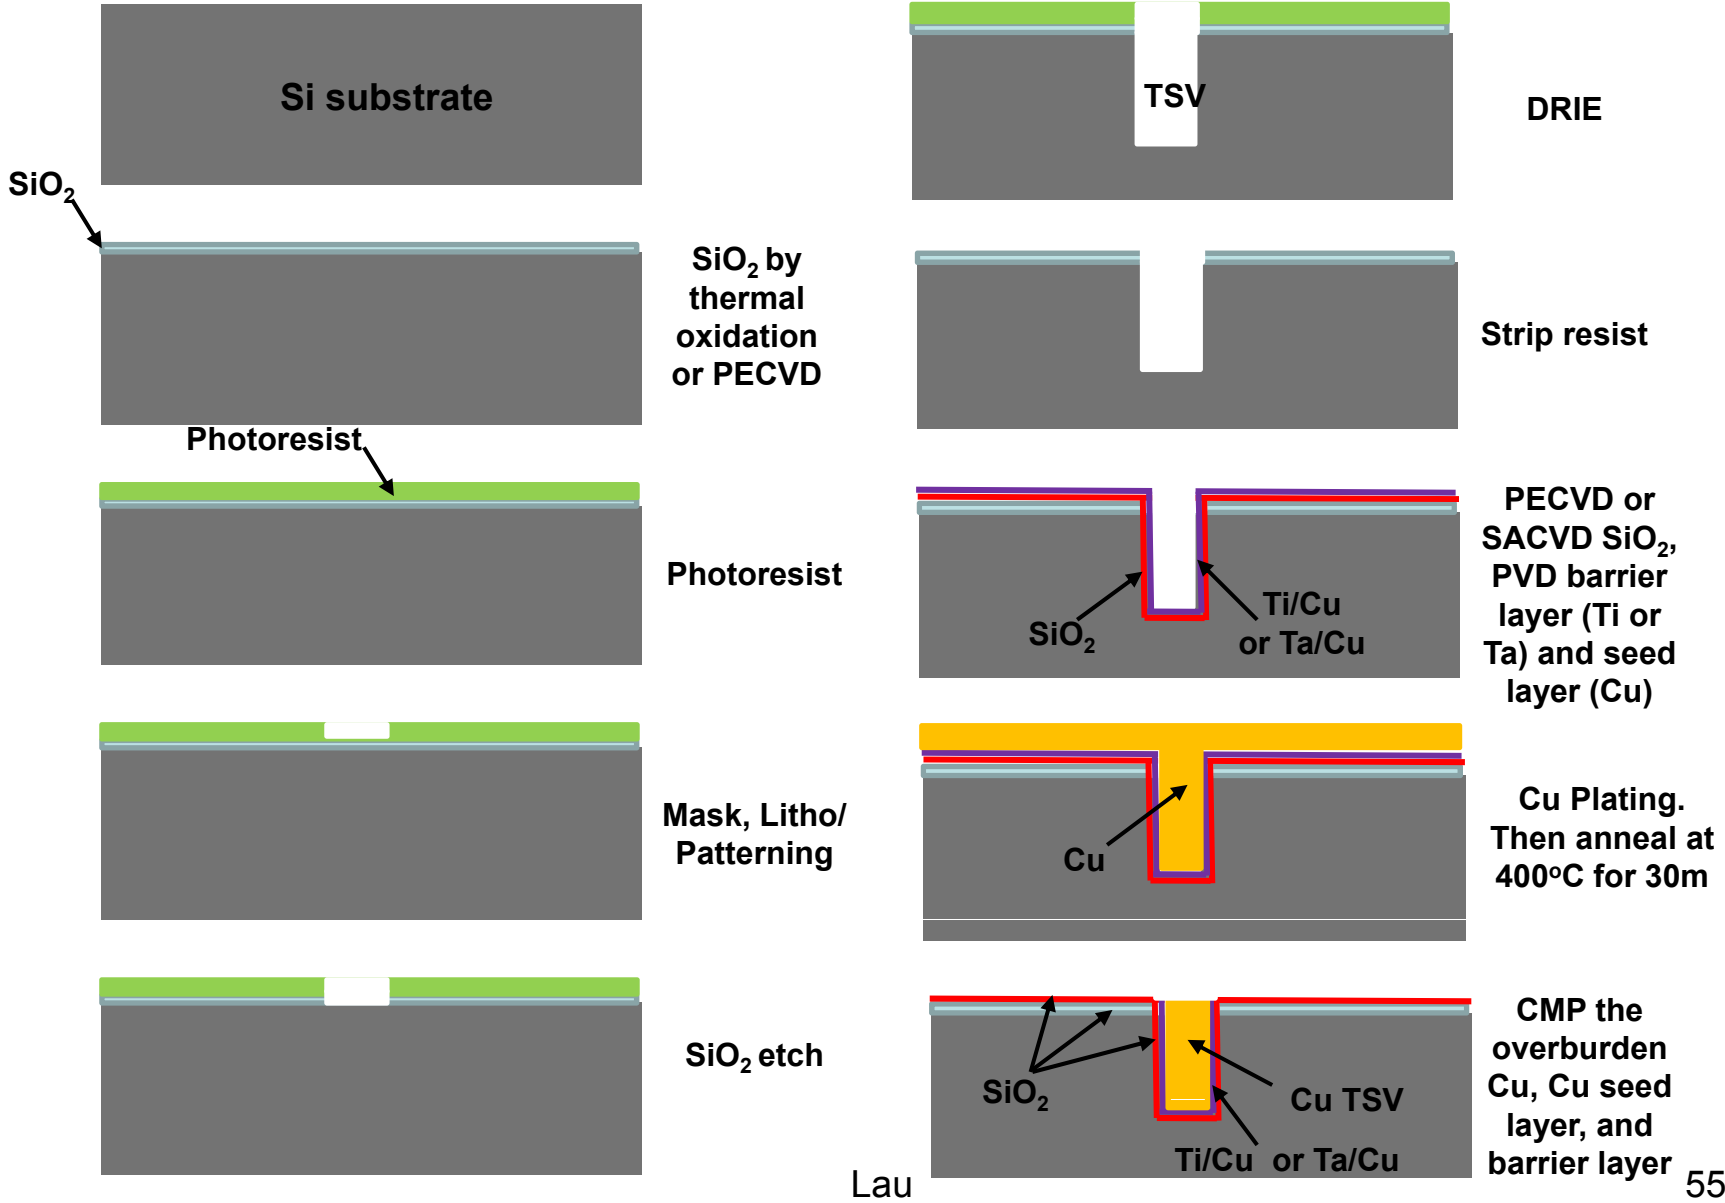 Si substrate
SiO₂
SiO₂ by
thermal
oxidation
or PECVD
Photoresist
Photoresist
Mask, Litho/
Patterning
SiO₂ etch
TSV
DRIE
Strip resist
SiO₂
Ti/Cu
or Ta/Cu
PECVD or
SACVD SiO₂,
PVD barrier
layer (Ti or
Ta) and seed
layer (Cu)
Cu
Cu Plating.
Then anneal at
400ºC for 30m
SiO₂
Cu TSV
Ti/Cu or Ta/Cu
CMP the
overburden
Cu, Cu seed
layer, and
barrier layer
Lau
55